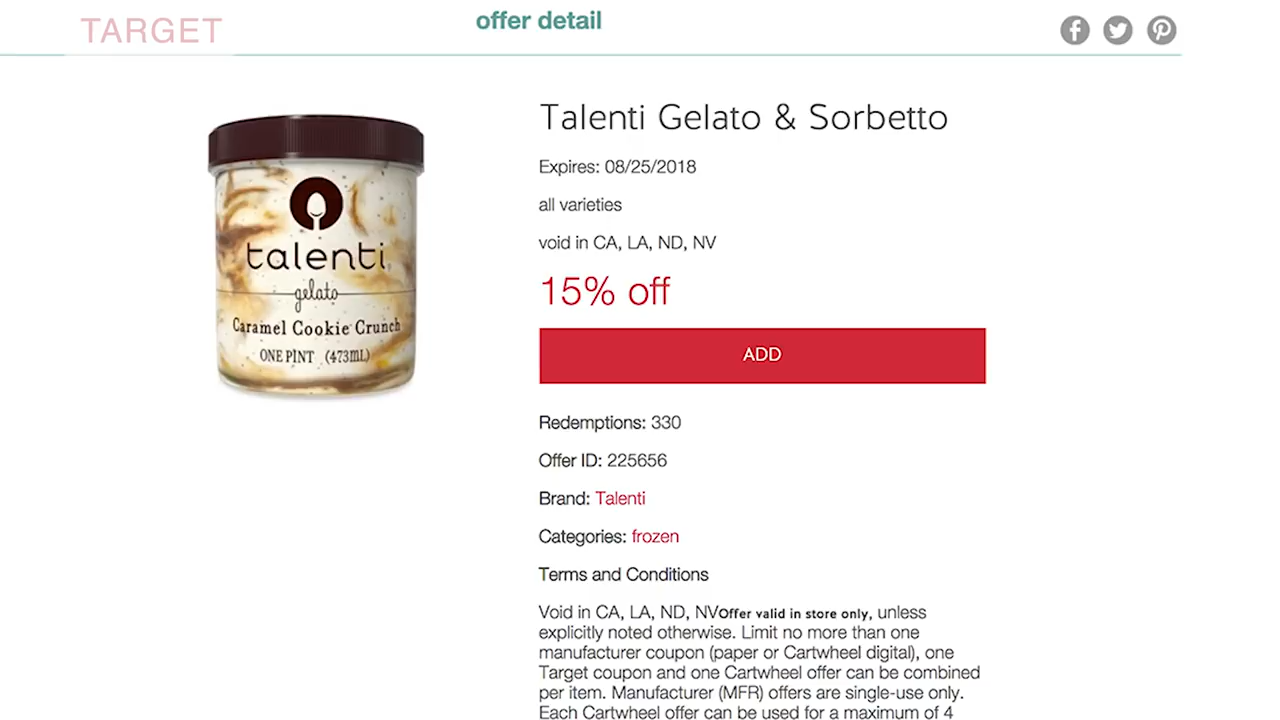 TARGET
offer detail
Talenti Gelato & Sorbetto
Expires: 08/25/2018
all varieties
void in CA, LA, ND, NV
15% off
ADD
talenti
gelato
Caramel Cookie Crunch
ONE PINT (473mL)
Redemptions: 330
Offer ID: 225656
Brand: Talenti
Categories: frozen
Terms and Conditions
Void in CA, LA, ND, NVOffer valid in store only, unless
explicitly noted otherwise. Limit no more than one
manufacturer coupon (paper or Cartwheel digital), one
Target coupon and one Cartwheel offer can be combined
per item. Manufacturer (MFR) offers are single-use only.
Each Cartwheel offer can be used for a maximum of 4